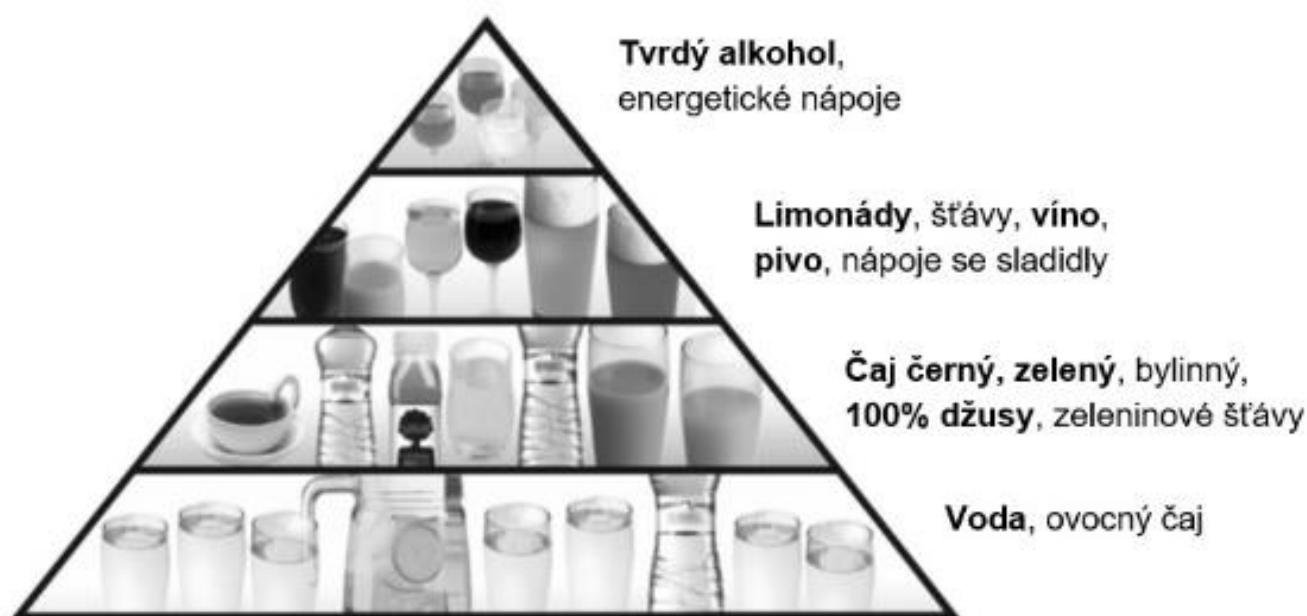 Tvrdý alkohol,
energetické nápoje
Limonády, šťávy, víno,
pivo, nápoje se sladidly
Čaj černý, zelený, bylinný,
100% džusy, zeleninové šťávy
Voda, ovocný čaj